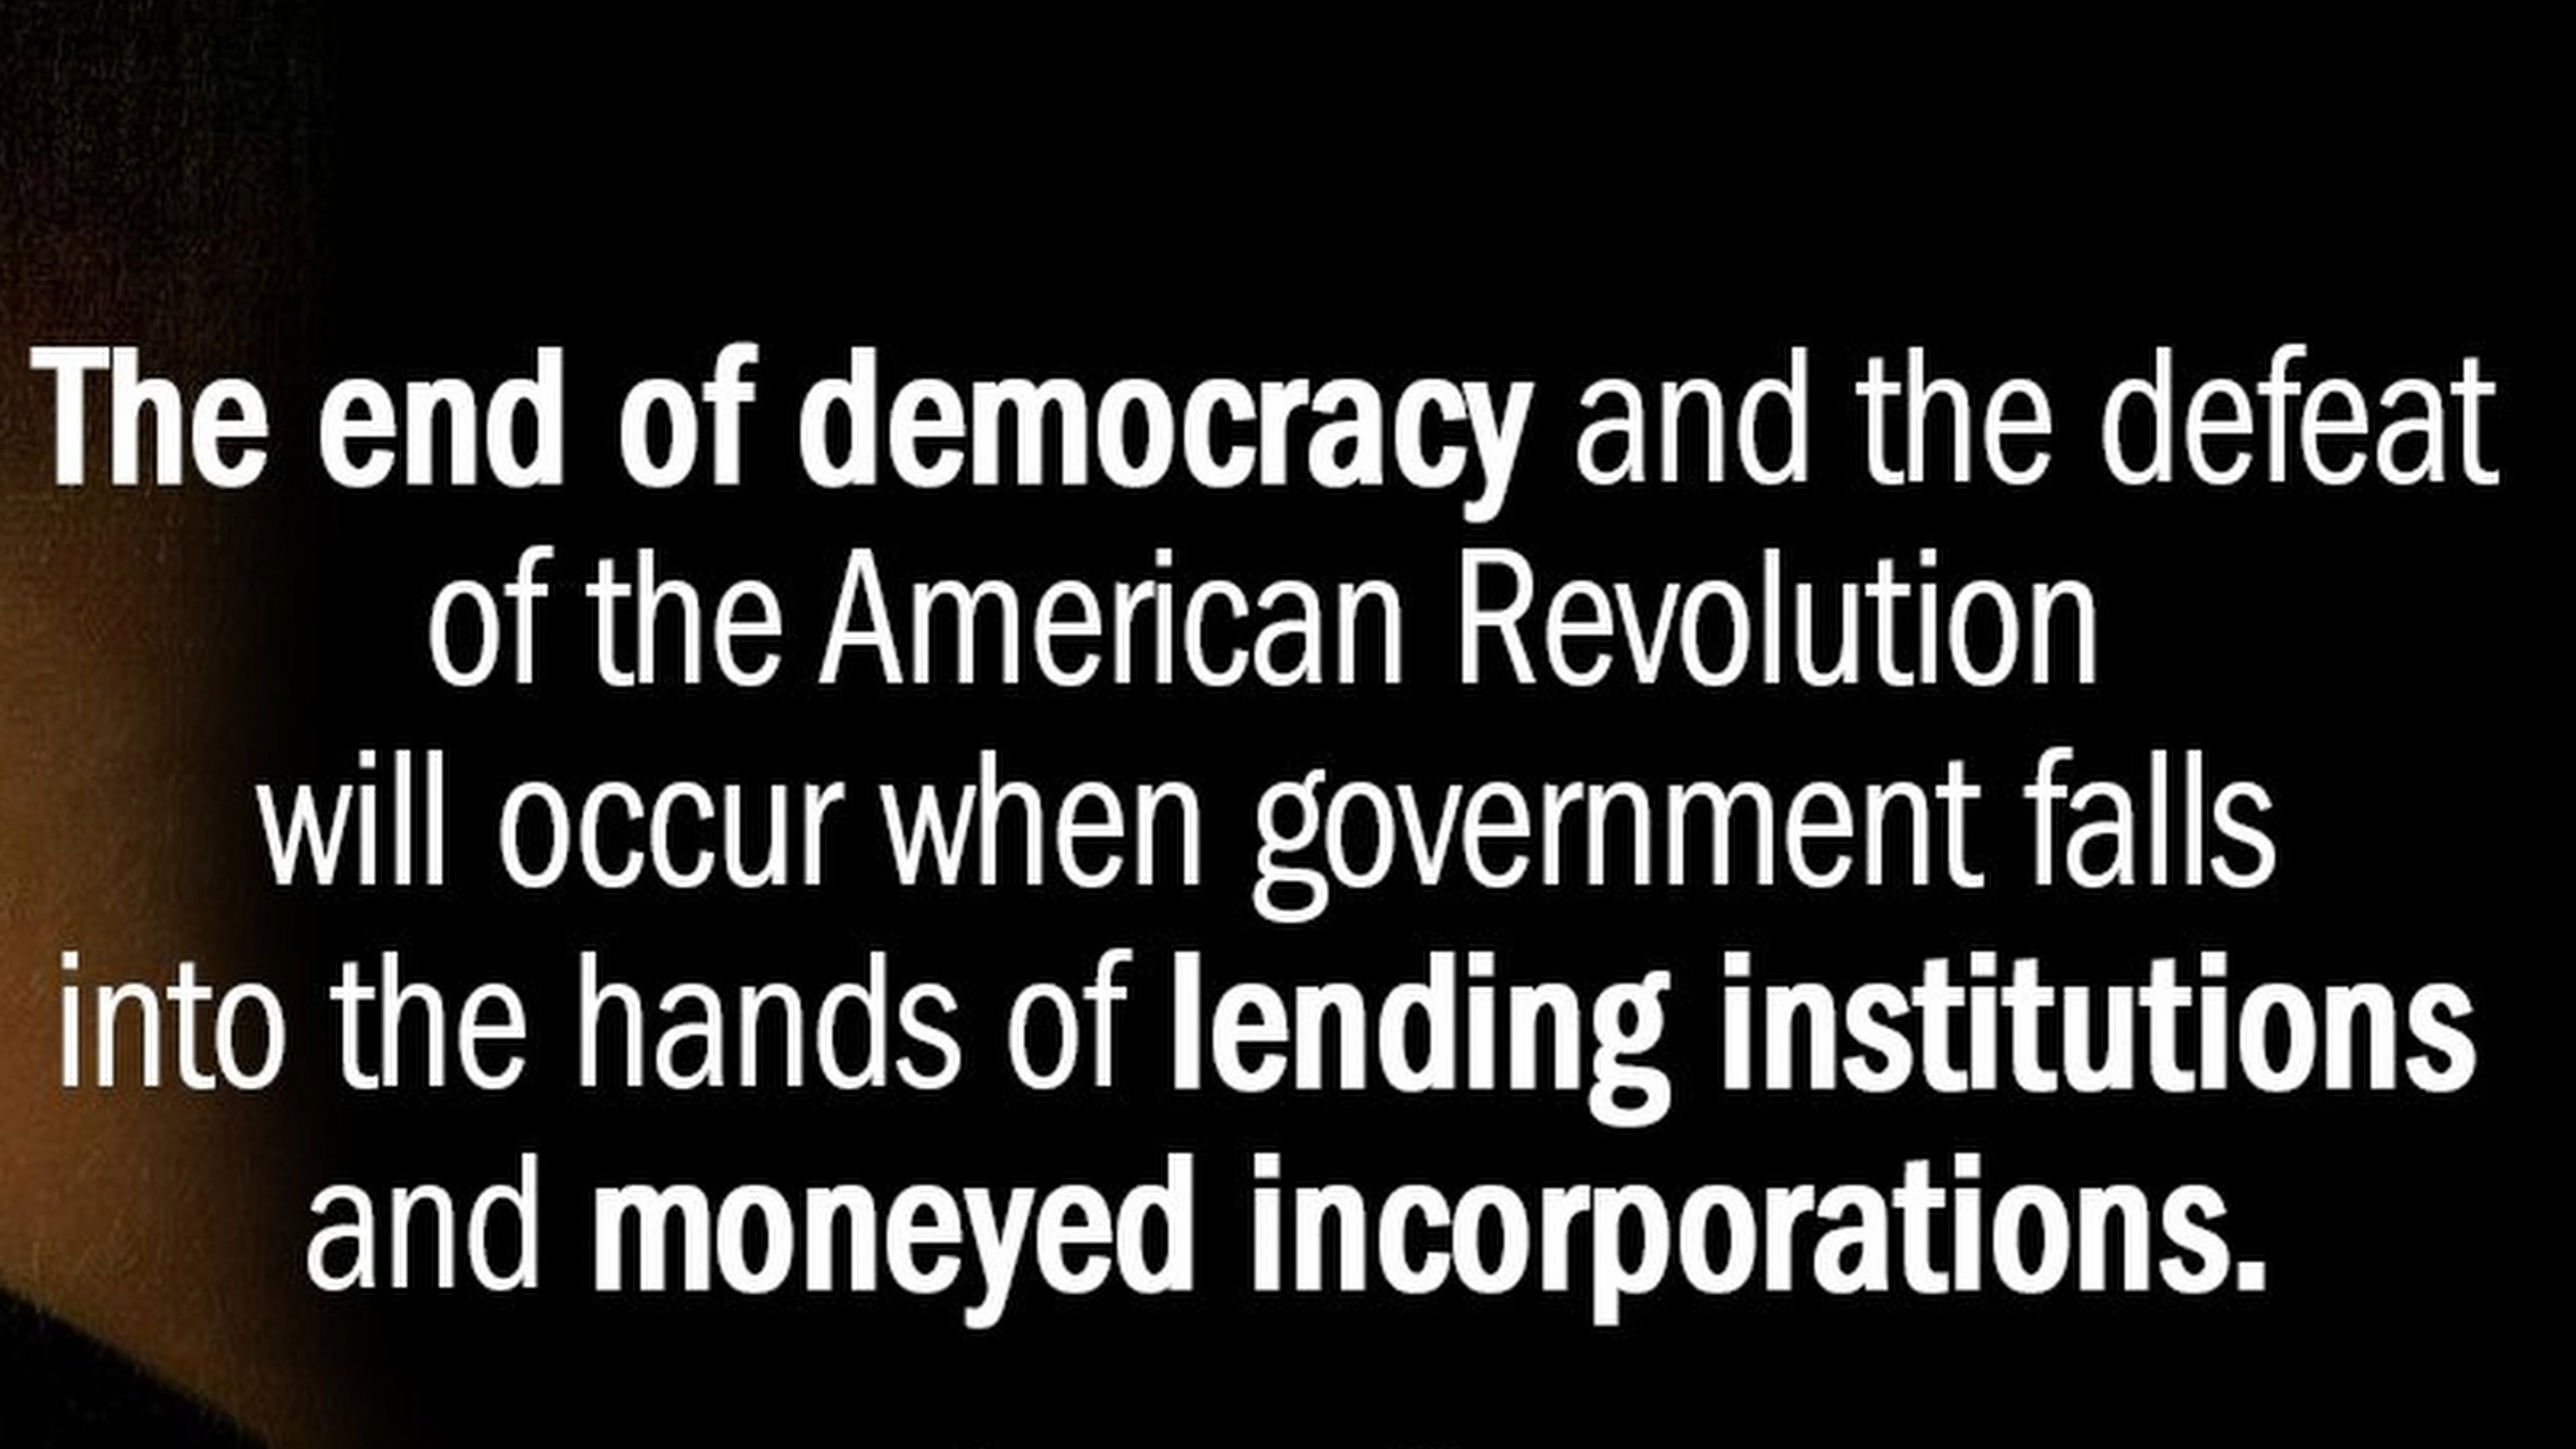 The end of democracy and the defeat
of the American Revolution
will occur when government falls
into the hands of lending institutions
and moneyed incorporations.